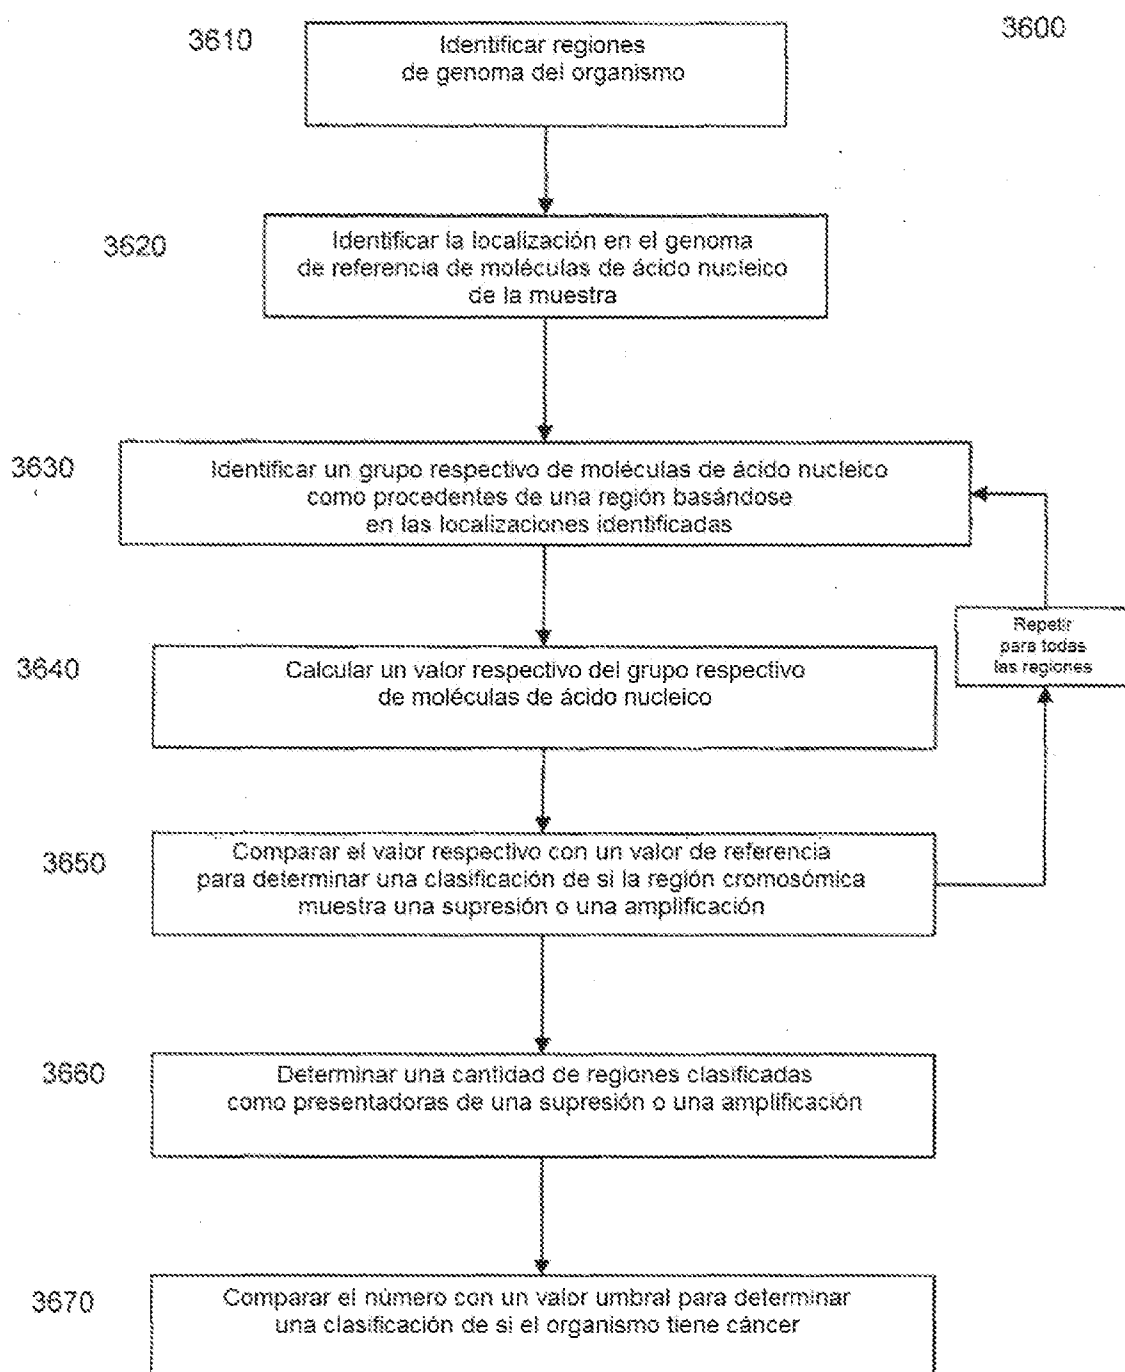 3600
3610
Identificar regiones
de genoma del organismo
3620
Identificar la localización en el genoma
de referencia de moléculas de ácido nucleico
de la muestra
3630
Identificar un grupo respectivo de moléculas de ácido nucleico
como procedentes de una región basándose
en las localizaciones identificadas
Repetir
para todas
las regiones
3640
Calcular un valor respectivo del grupo respectivo
de moléculas de ácido nucleico
3650
Comparar el valor respectivo con un valor de referencia
para determinar una clasificación de si la región cromosómica
muestra una supresión o una amplificación
3660
Determinar una cantidad de regiones clasificadas
como presentadoras de una supresión o una amplificación
3670
Comparar el número con un valor umbral para determinar
una clasificación de si el organismo tiene cáncer